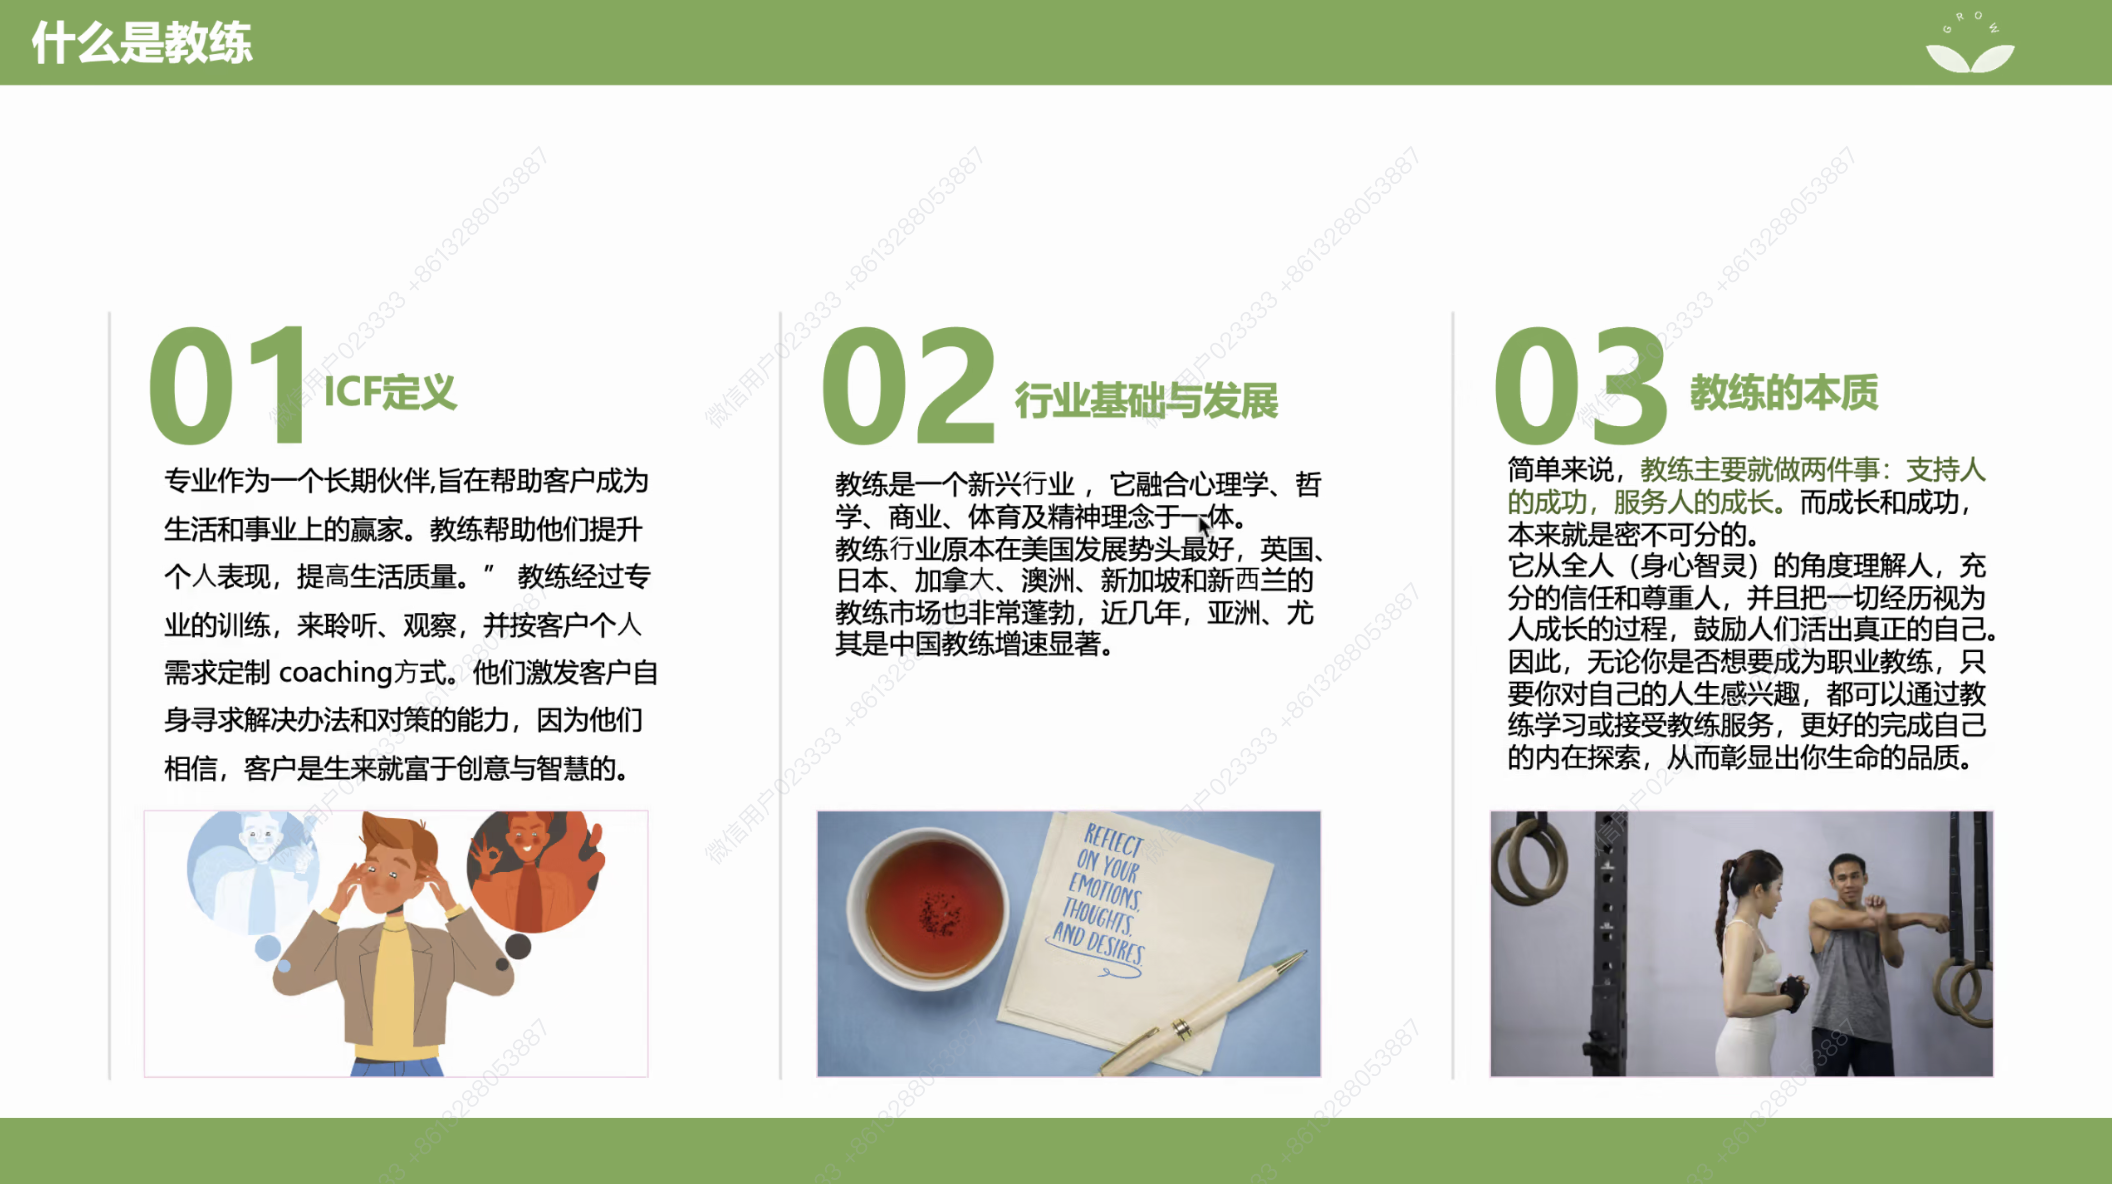 什么是教练
GROW
01 ICF定义
专业作为一个长期伙伴,旨在帮助客户成为
生活和事业上的赢家。教练帮助他们提升
个人表现，提高生活质量。” 教练经过专
业的训练，来聆听、观察，并按客户个人
需求定制 coaching方式。他们激发客户自
身寻求解决办法和对策的能力，因为他们
相信，客户是生来就富于创意与智慧的。
02 行业基础与发展
教练是一个新兴行业 ，它融合心理学、哲
学、商业、体育及精神理念于一体。
教练行业原本在美国发展势头最好，英国、
日本、加拿大、澳洲、新加坡和新西兰的
教练市场也非常蓬勃，近几年，亚洲、尤
其是中国教练增速显著。
REFLECT
ON YOUR
EMOTIONS,
THOUGHTS,
AND DESIRES.
03 教练的本质
简单来说，教练主要就做两件事：支持人
的成功，服务人的成长。而成长和成功，
本来就是密不可分的。
它从全人（身心智灵）的角度理解人，充
分的信任和尊重人，并且把一切经历视为
人成长的过程，鼓励人们活出真正的自己。
因此，无论你是否想要成为职业教练，只
要你对自己的人生感兴趣，都可以通过教
练学习或接受教练服务，更好的完成自己
的内在探索，从而彰显出你生命的品质。
微信用户023333 +8613288053887